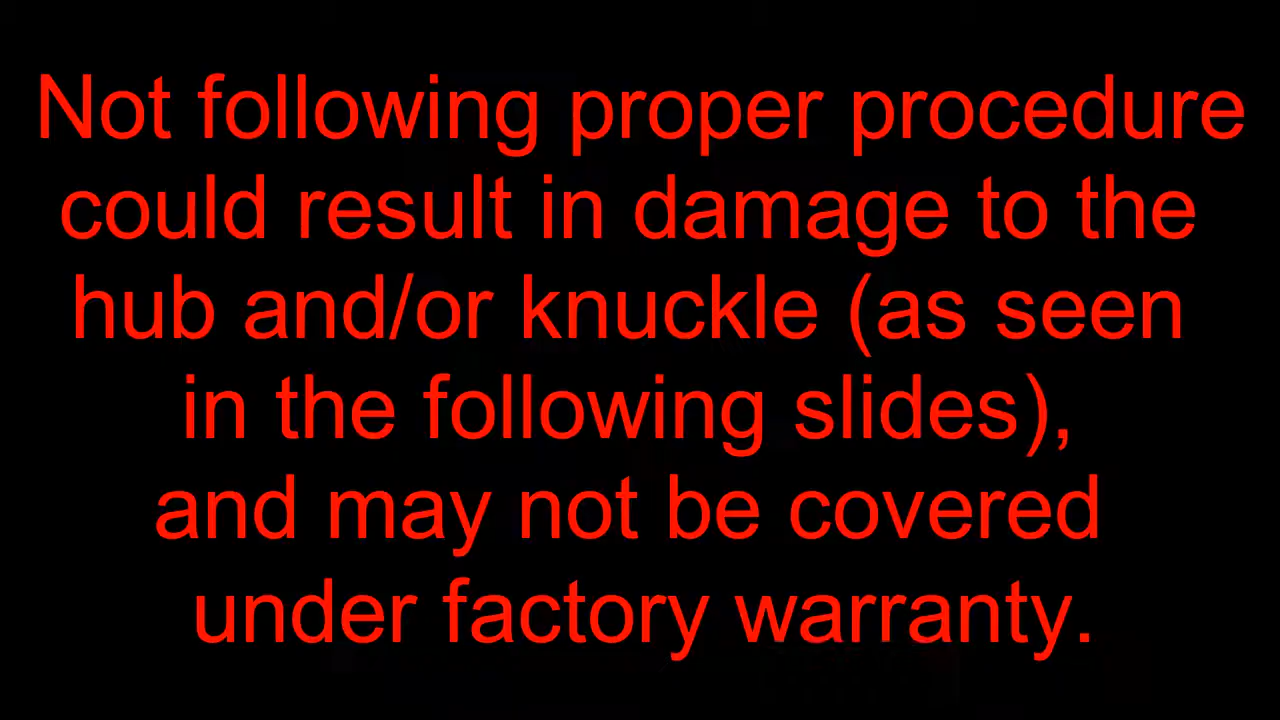 Not following proper procedure
could result in damage to the
hub and/or knuckle (as seen
in the following slides),
and may not be covered
under factory warranty.